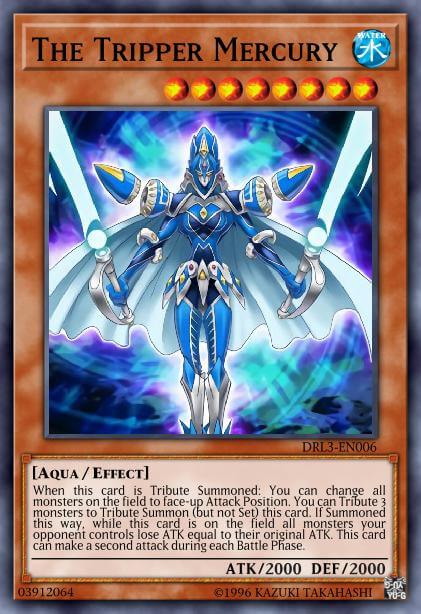 The Tripper Mercury
WATER
水
DRL3-EN006
[Aqua / Effect]
When this card is Tribute Summoned: You can change all
monsters on the field to face-up Attack Position. You can Tribute 3
monsters to Tribute Summon (but not Set) this card. If Summoned
this way, while this card is on the field all monsters your
opponent controls lose ATK equal to their original ATK. This card
can make a second attack during each Battle Phase.
ATK/2000 DEF/2000
03912064
©1996 KAZUKI TAKAHASHI